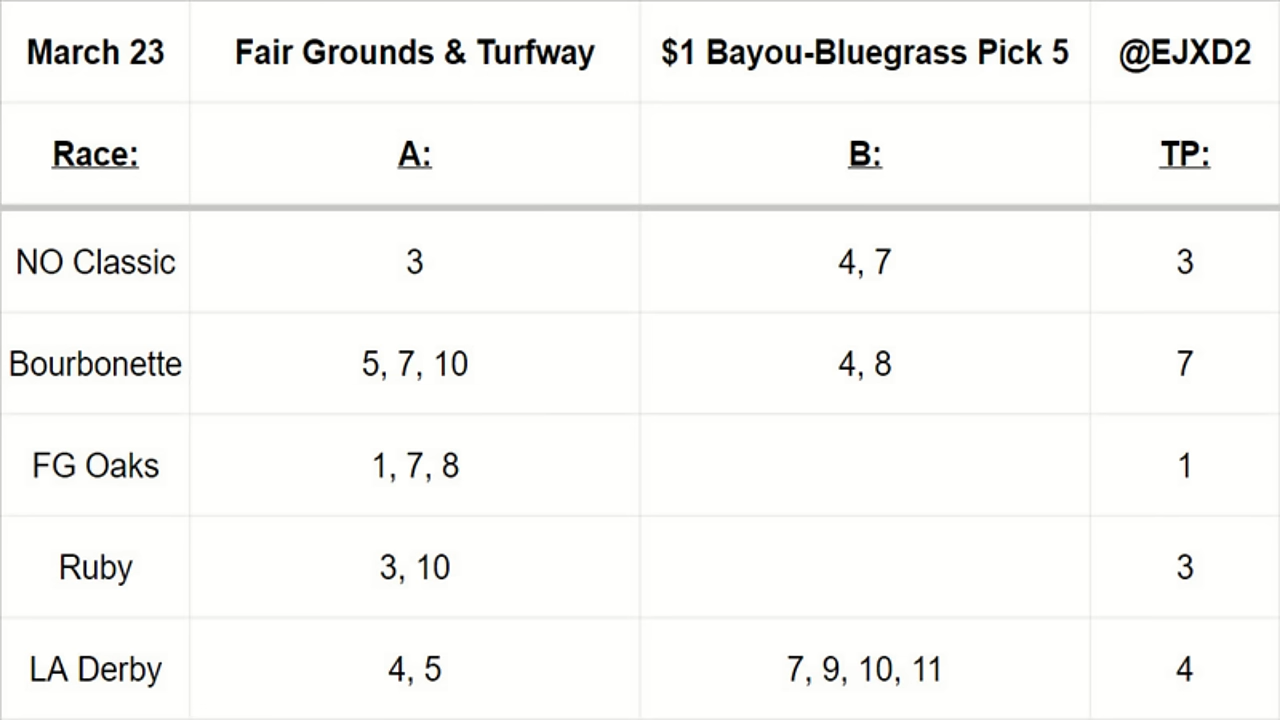 March 23 Fair Grounds & Turfway $1 Bayou-Bluegrass Pick 5 @EJXD2
Race: A: B: TP:
NO Classic 3 4, 7 3
Bourbonette 5, 7, 10 4, 8 7
FG Oaks 1, 7, 8 1
Ruby 3, 10 3
LA Derby 4, 5 7, 9, 10, 11 4